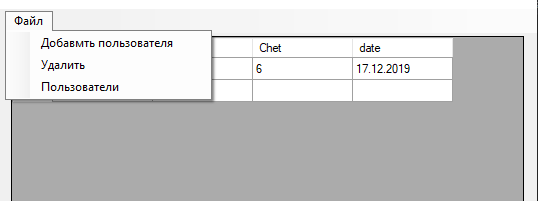 Файл
Добавмть пользователя
Chet date
Удалить
6 17.12.2019
Пользователи